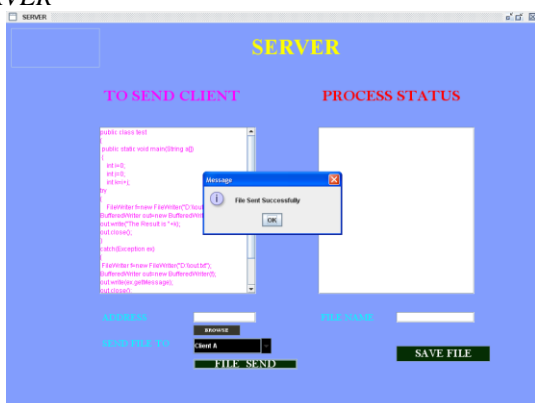 RVER
SERVER
SERVER
TO SEND CLIENT
PROCESS STATUS
public class test
{
public static void main(String a[])
{
int i=0;
int j=0;
int k=i+j;
try
{
FileWriter f=new FileWriter("D:\\out
BufferedWriter out=new BufferedWrit
out.write("The Result is "+k);
out.close();
}
catch(Exception ex)
{
FileWriter f=new FileWriter("D:\\out.txt");
BufferedWriter out=new BufferedWriter(f);
out.write(ex.getMessage);
out.close();
Message
File Sent Successfully
OK
ADDRESS
FILE NAME
BROWSE
SEND FILE TO
Client A
SAVE FILE
FILE SEND